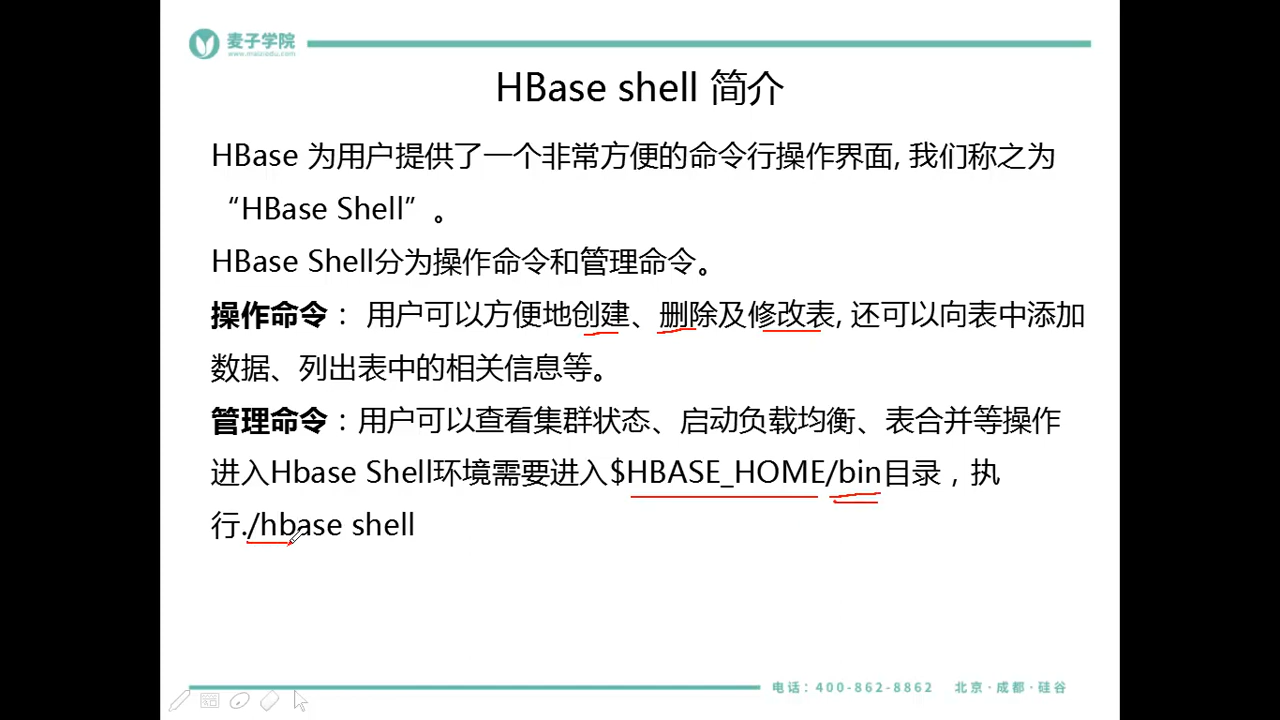 麦子学院
www.maiziedu.com
HBase shell 简介
HBase 为用户提供了一个非常方便的命令行操作界面, 我们称之为
“HBase Shell”。
HBase Shell分为操作命令和管理命令。
操作命令： 用户可以方便地创建、删除及修改表, 还可以向表中添加
数据、列出表中的相关信息等。
管理命令：用户可以查看集群状态、启动负载均衡、表合并等操作
进入Hbase Shell环境需要进入$HBASE_HOME/bin目录，执
行./hbase shell
电话：400-862-8862 北京·成都·硅谷